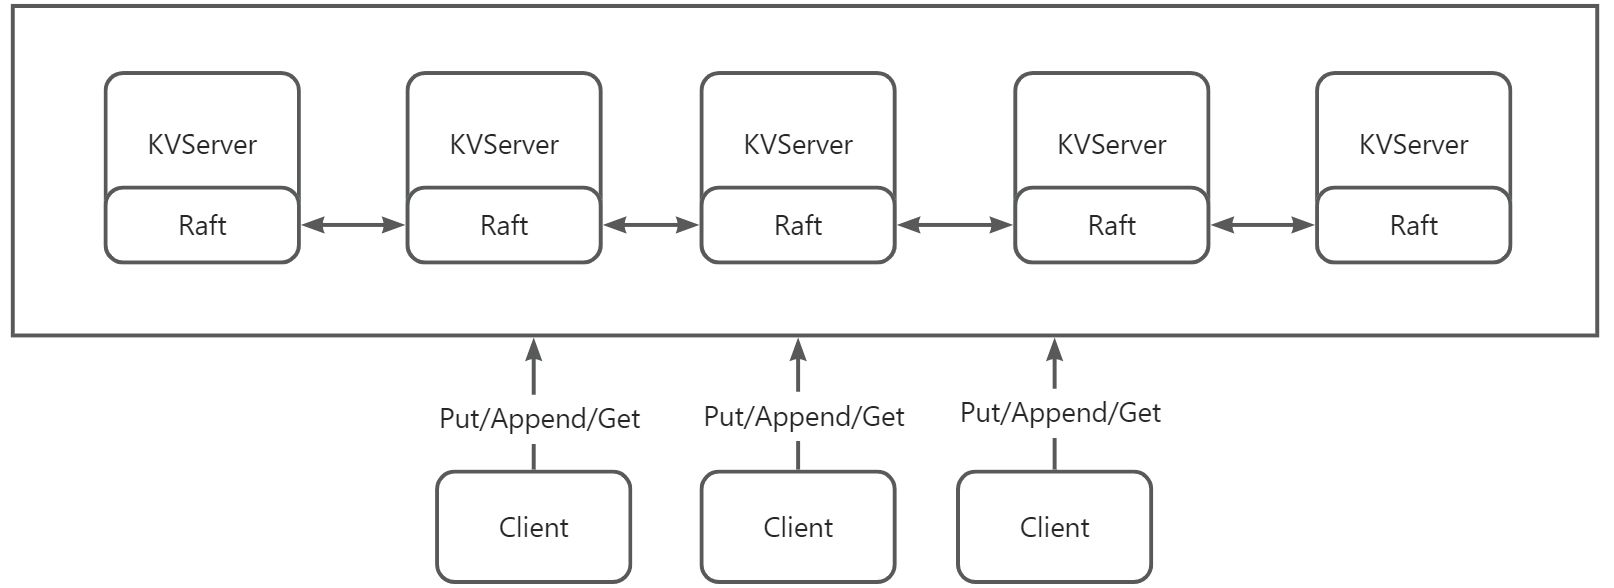 KVServer KVServer KVServer KVServer KVServer
Raft Raft Raft Raft Raft
Put/Append/Get Put/Append/Get Put/Append/Get
Client Client Client